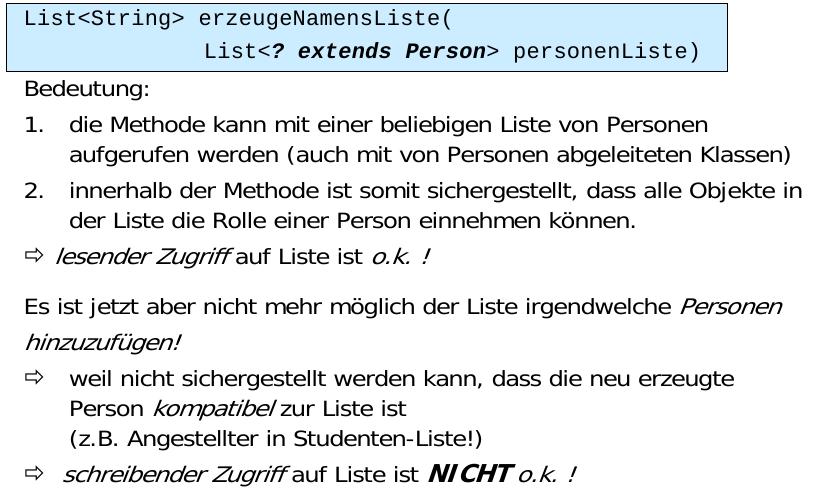 List<String> erzeugeNamensListe(
List<? extends Person> personenListe)
Bedeutung:
1. die Methode kann mit einer beliebigen Liste von Personen
aufgerufen werden (auch mit von Personen abgeleiteten Klassen)
2. innerhalb der Methode ist somit sichergestellt, dass alle Objekte in
der Liste die Rolle einer Person einnehmen können.
⇨ lesender Zugriff auf Liste ist o.k. !
Es ist jetzt aber nicht mehr möglich der Liste irgendwelche Personen
hinzuzufügen!
⇨ weil nicht sichergestellt werden kann, dass die neu erzeugte
Person kompatibel zur Liste ist
(z.B. Angestellter in Studenten-Liste!)
⇨ schreibender Zugriff auf Liste ist NICHT o.k. !